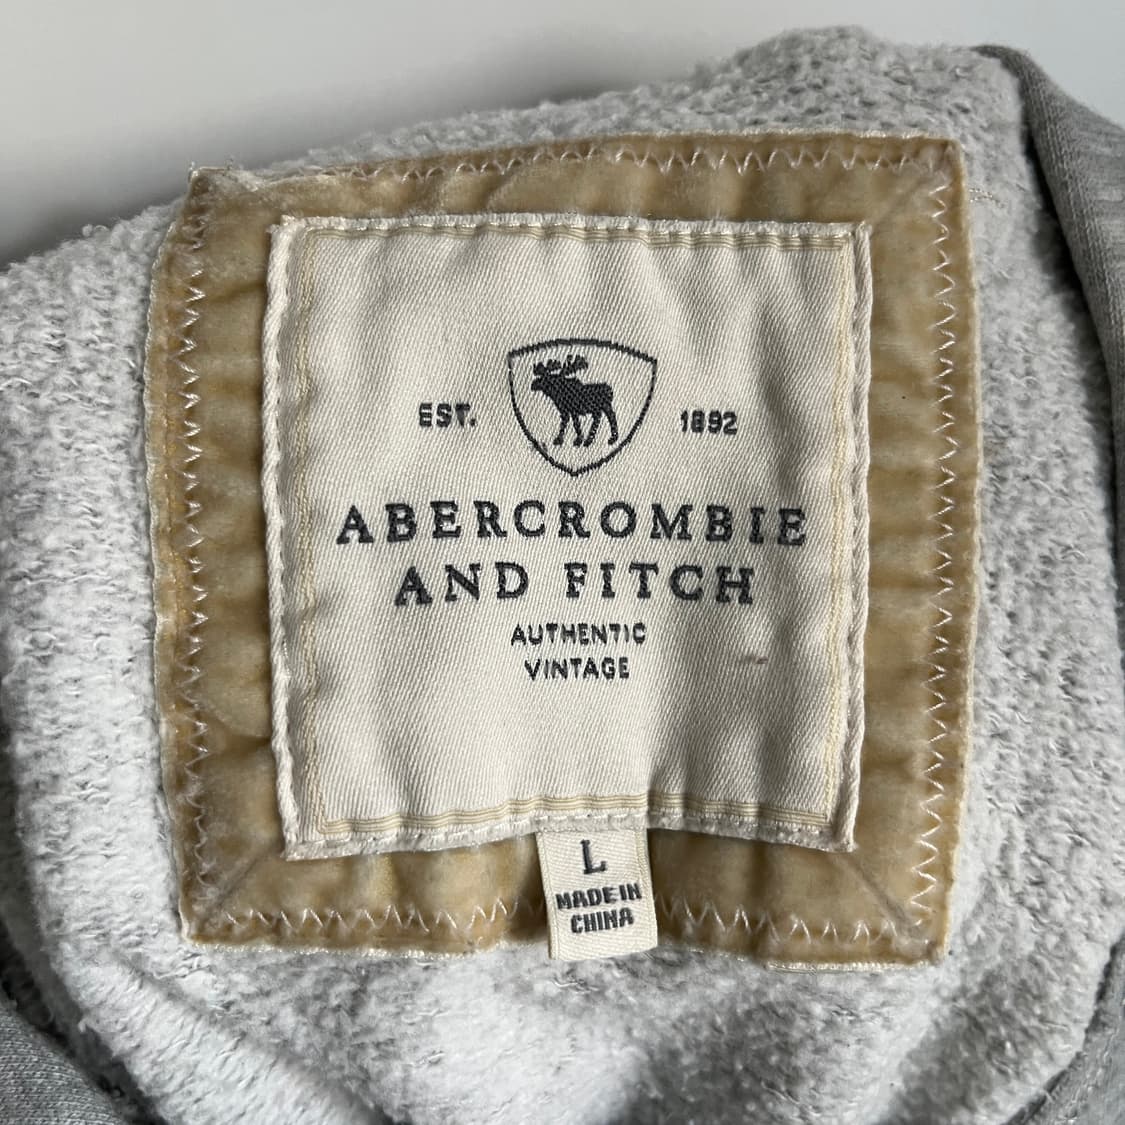 EST. 1892
ABERCROMBIE
AND FITCH
AUTHENTIC
VINTAGE
L
MADE IN
CHINA